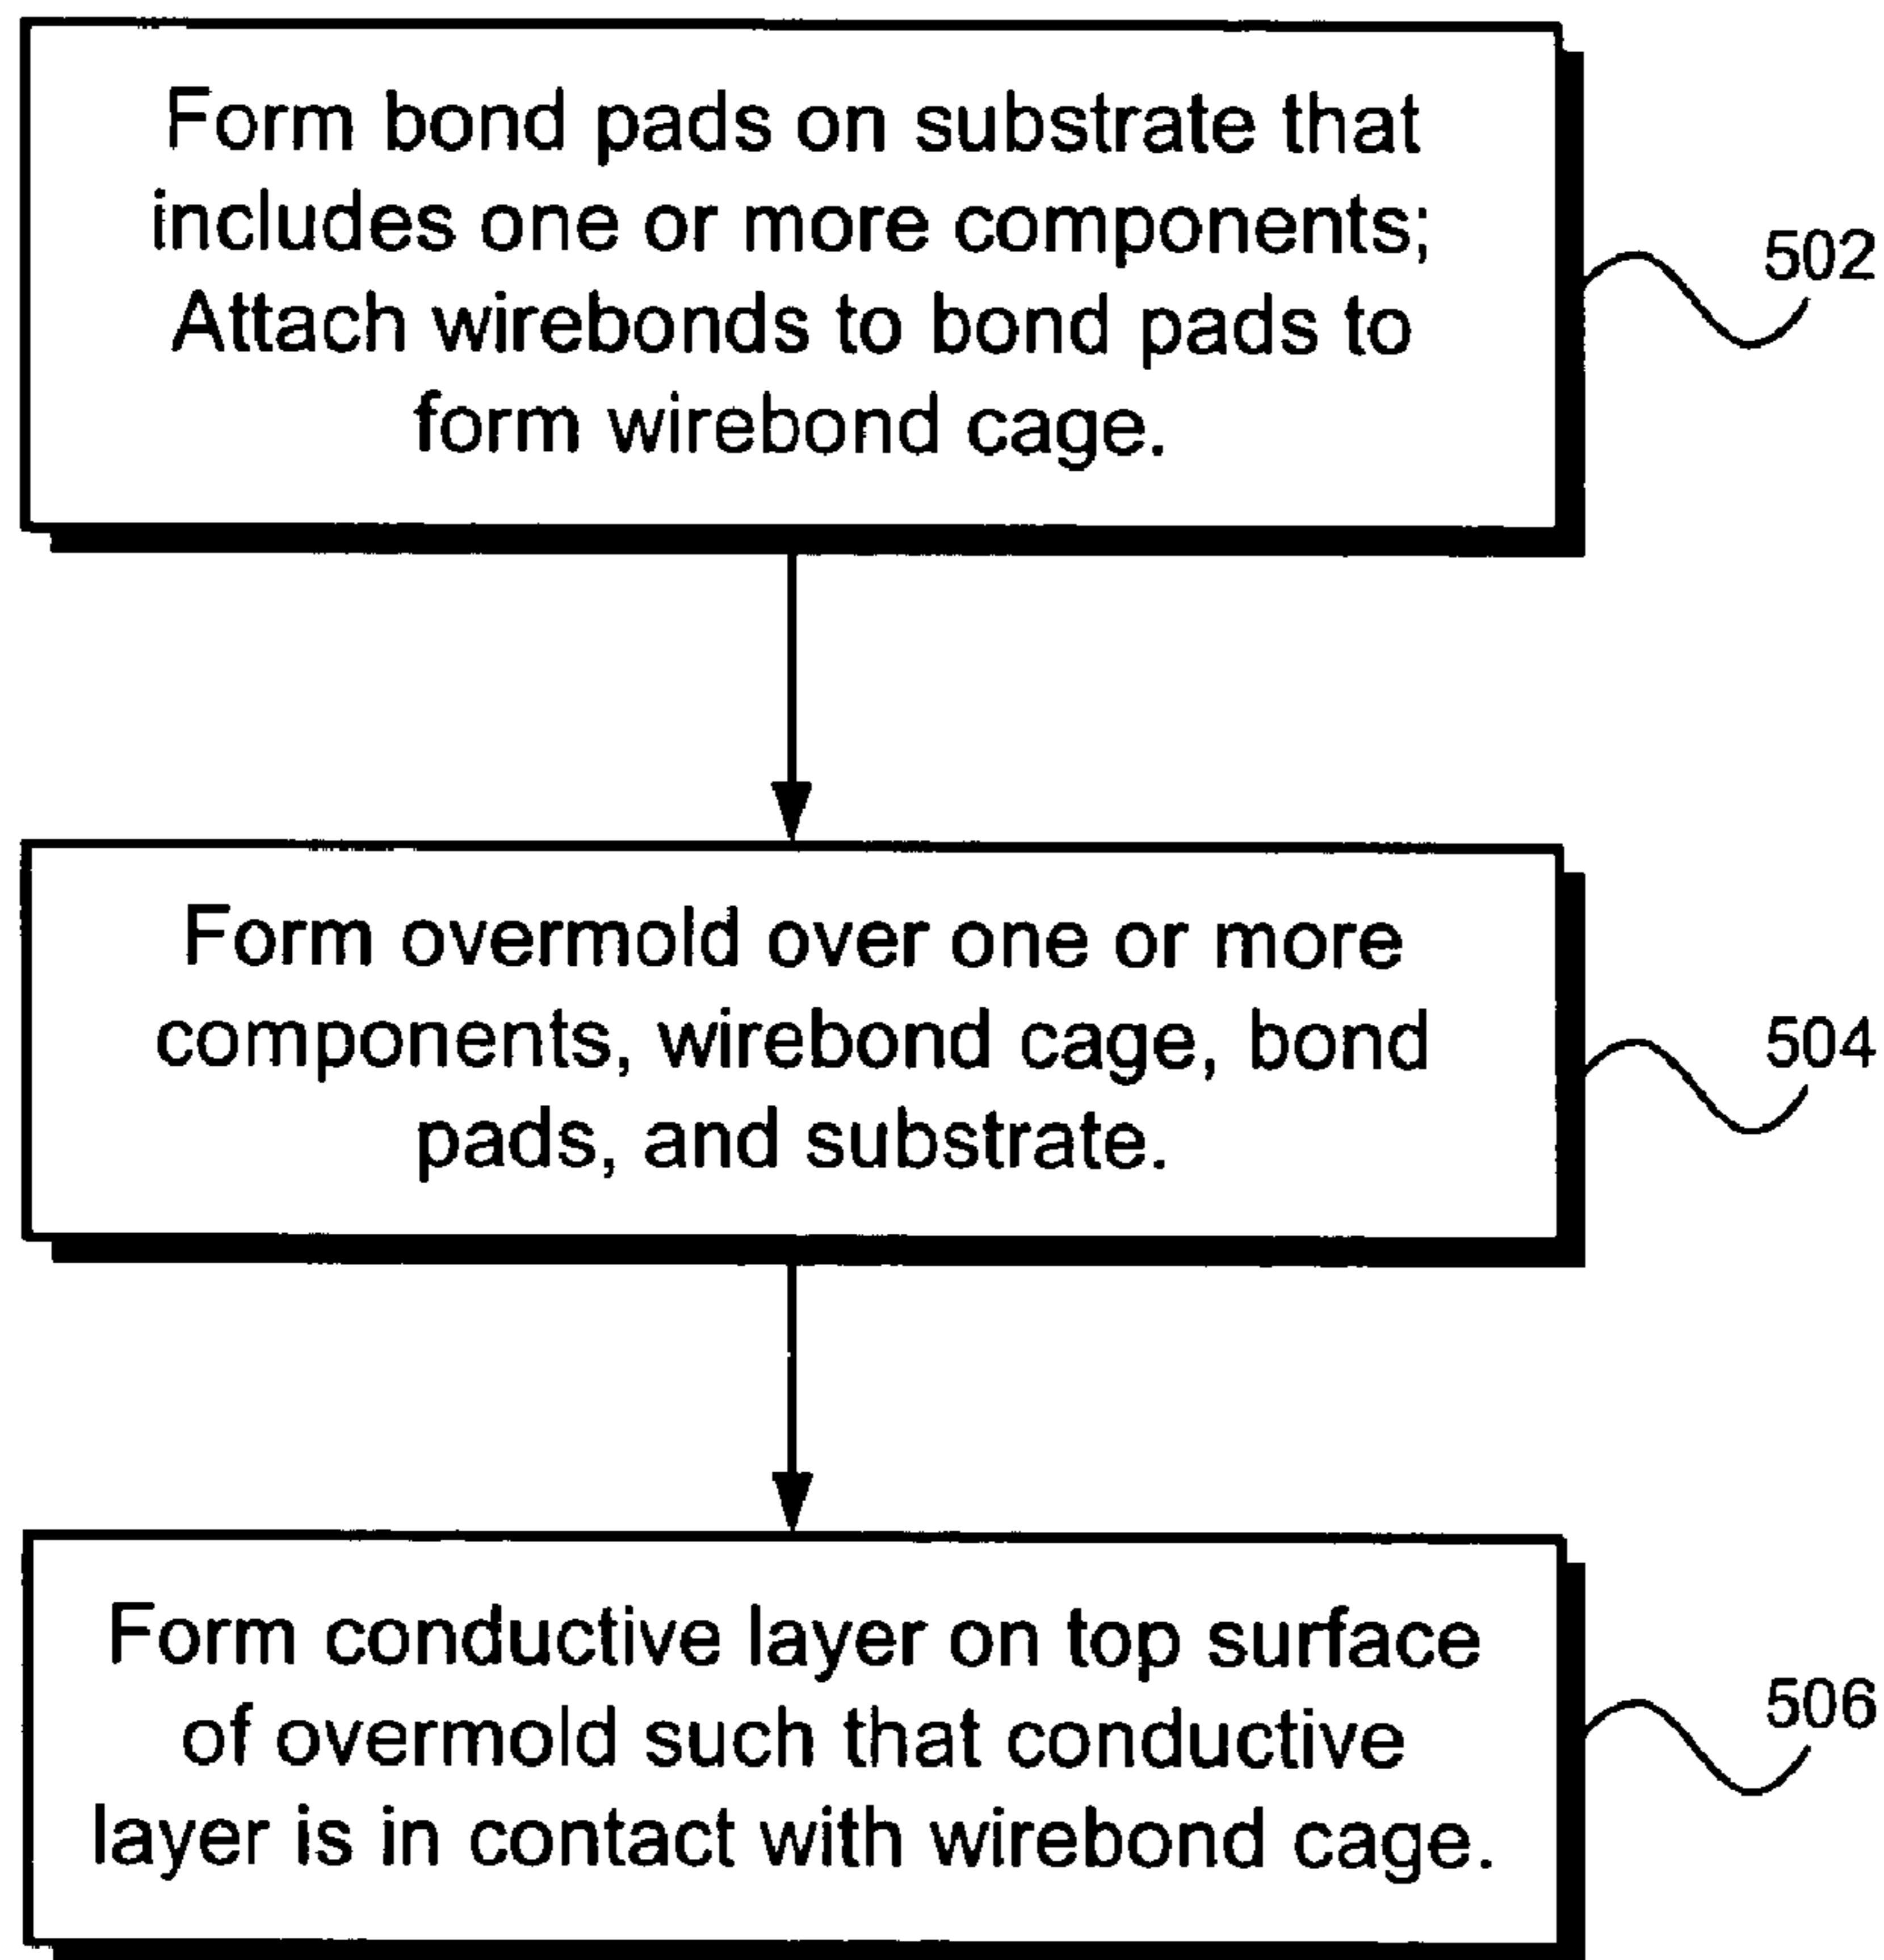 Form bond pads on substrate that
includes one or more components;
Attach wirebonds to bond pads to
form wirebond cage.
502
Form overmold over one or more
components, wirebond cage, bond
pads, and substrate.
504
Form conductive layer on top surface
of overmold such that conductive
layer is in contact with wirebond cage.
506